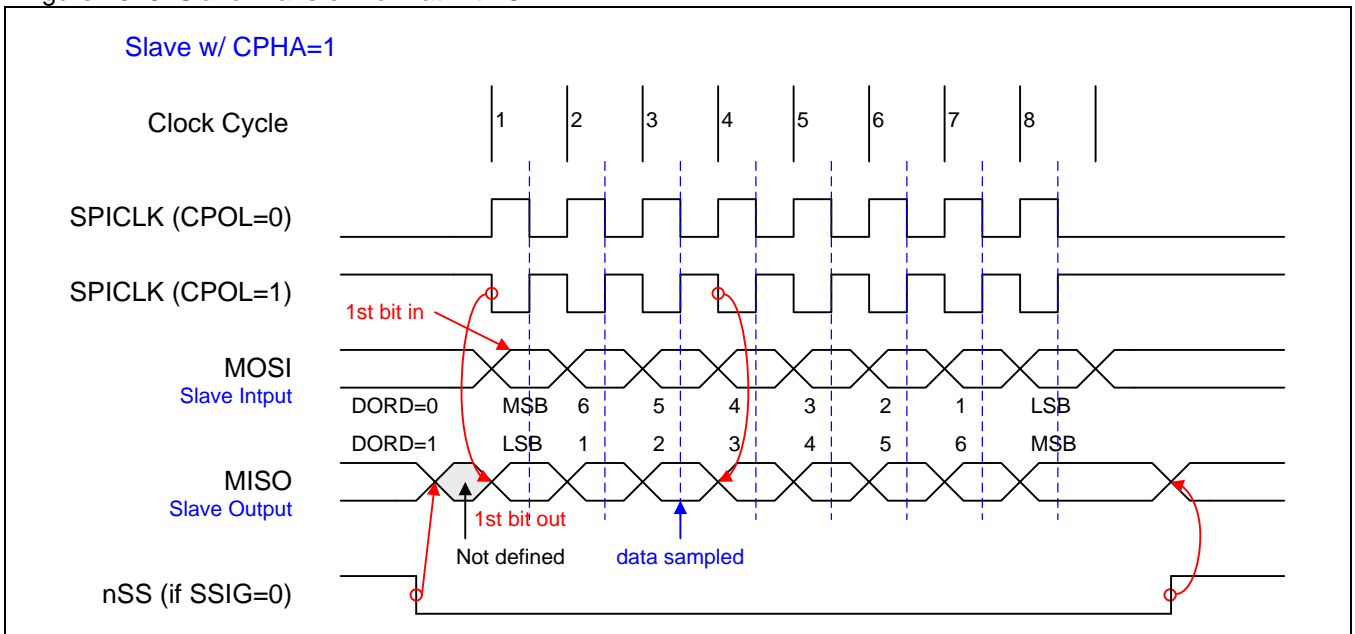 Slave w/ CPHA=1
Clock Cycle
1 2 3 4 5 6 7 8
SPICLK (CPOL=0)
SPICLK (CPOL=1)
1st bit in
MOSI
Slave Intput
DORD=0 MSB 6 5 4 3 2 1 LSB
DORD=1 LSB 1 2 3 4 5 6 MSB
MISO
Slave Output
1st bit out
Not defined
data sampled
nSS (if SSIG=0)